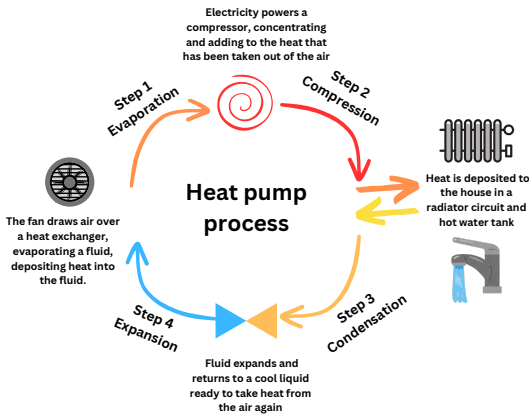 Electricity powers a
compressor, concentrating
and adding to the heat that
has been taken out of the air
Step 1
Evaporation
Step 2
Compression
Heat pump
process
Heat is deposited to
the house in a
radiator circuit and
hot water tank
The fan draws air over
a heat exchanger,
evaporating a fluid,
depositing heat into
the fluid.
Step 4
Expansion
Step 3
Condensation
Fluid expands and
returns to a cool liquid
ready to take heat from
the air again